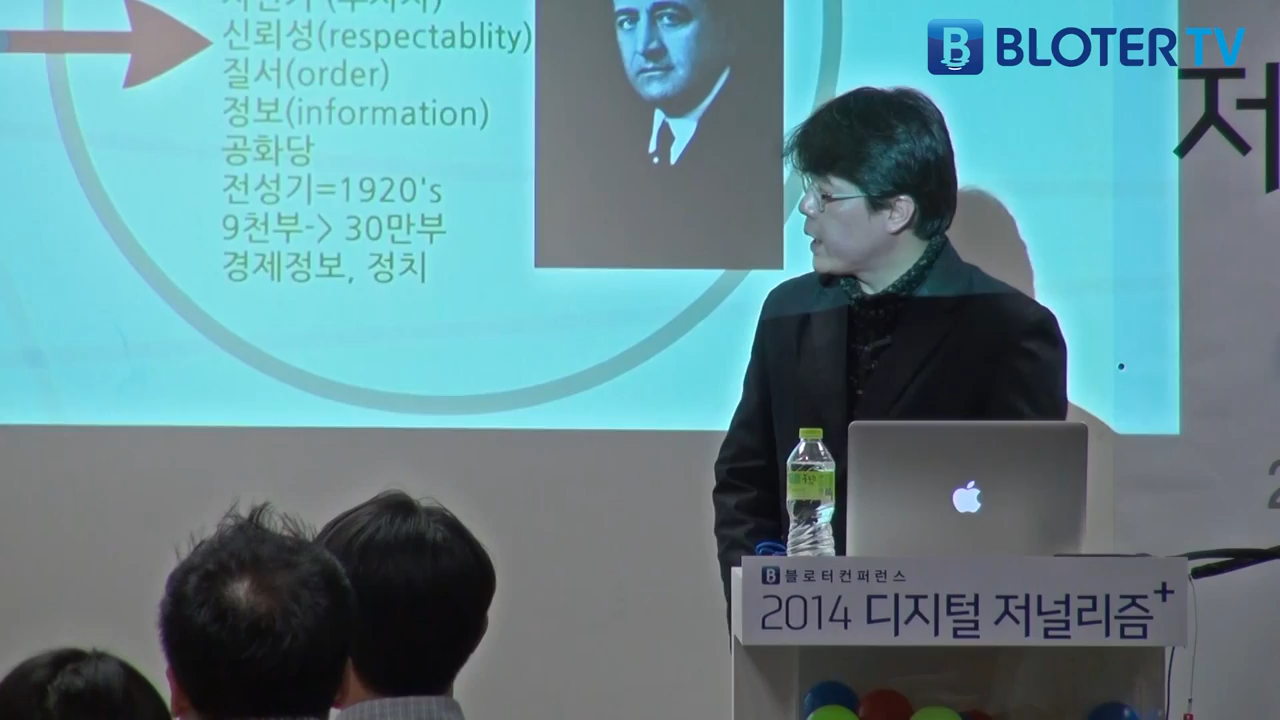 신뢰성(respectablity)
질서(order)
정보(information)
공화당
전성기=1920's
9천부-> 30만부
경제정보, 정치
B BLOTER TV
저
B 블로터컨퍼런스
2014 디지털 저널리즘+